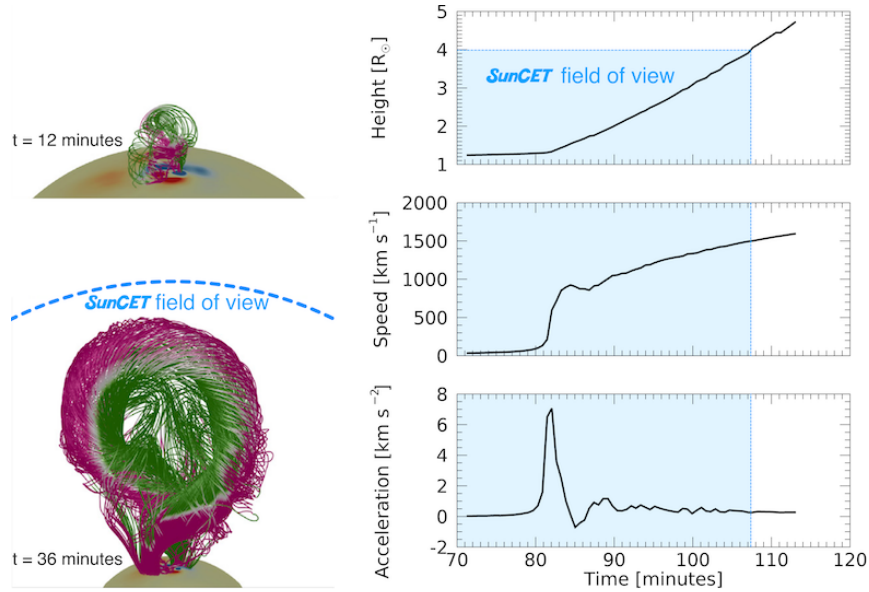 t = 12 minutes
SunCET field of view
t = 36 minutes
Height [R☉]
5
4
3
2
1
SunCET field of view
Speed [km s⁻¹]
2000
1500
1000
500
0
Acceleration [km s⁻²]
8
6
4
2
0
-2
70 80 90 100 110 120
Time [minutes]